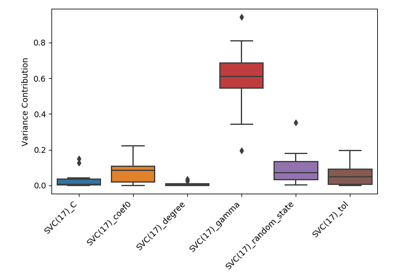 Variance Contribution
0.8
0.6
0.4
0.2
0.0
SVC(17)_C
SVC(17)_coef0
SVC(17)_degree
SVC(17)_gamma
SVC(17)_random_state
SVC(17)_tol